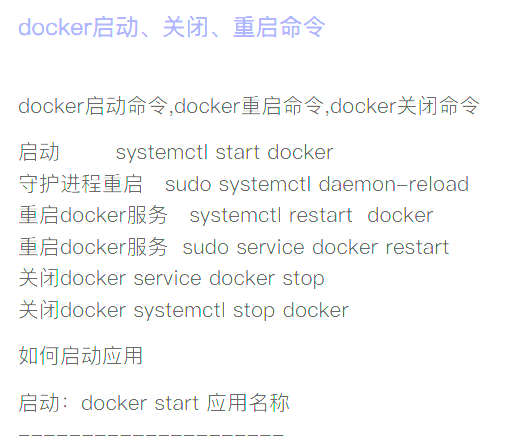 docker启动、关闭、重启命令
docker启动命令,docker重启命令,docker关闭命令
启动 systemctl start docker
守护进程重启 sudo systemctl daemon-reload
重启docker服务 systemctl restart docker
重启docker服务 sudo service docker restart
关闭docker service docker stop
关闭docker systemctl stop docker
如何启动应用
启动：docker start 应用名称
---------------------